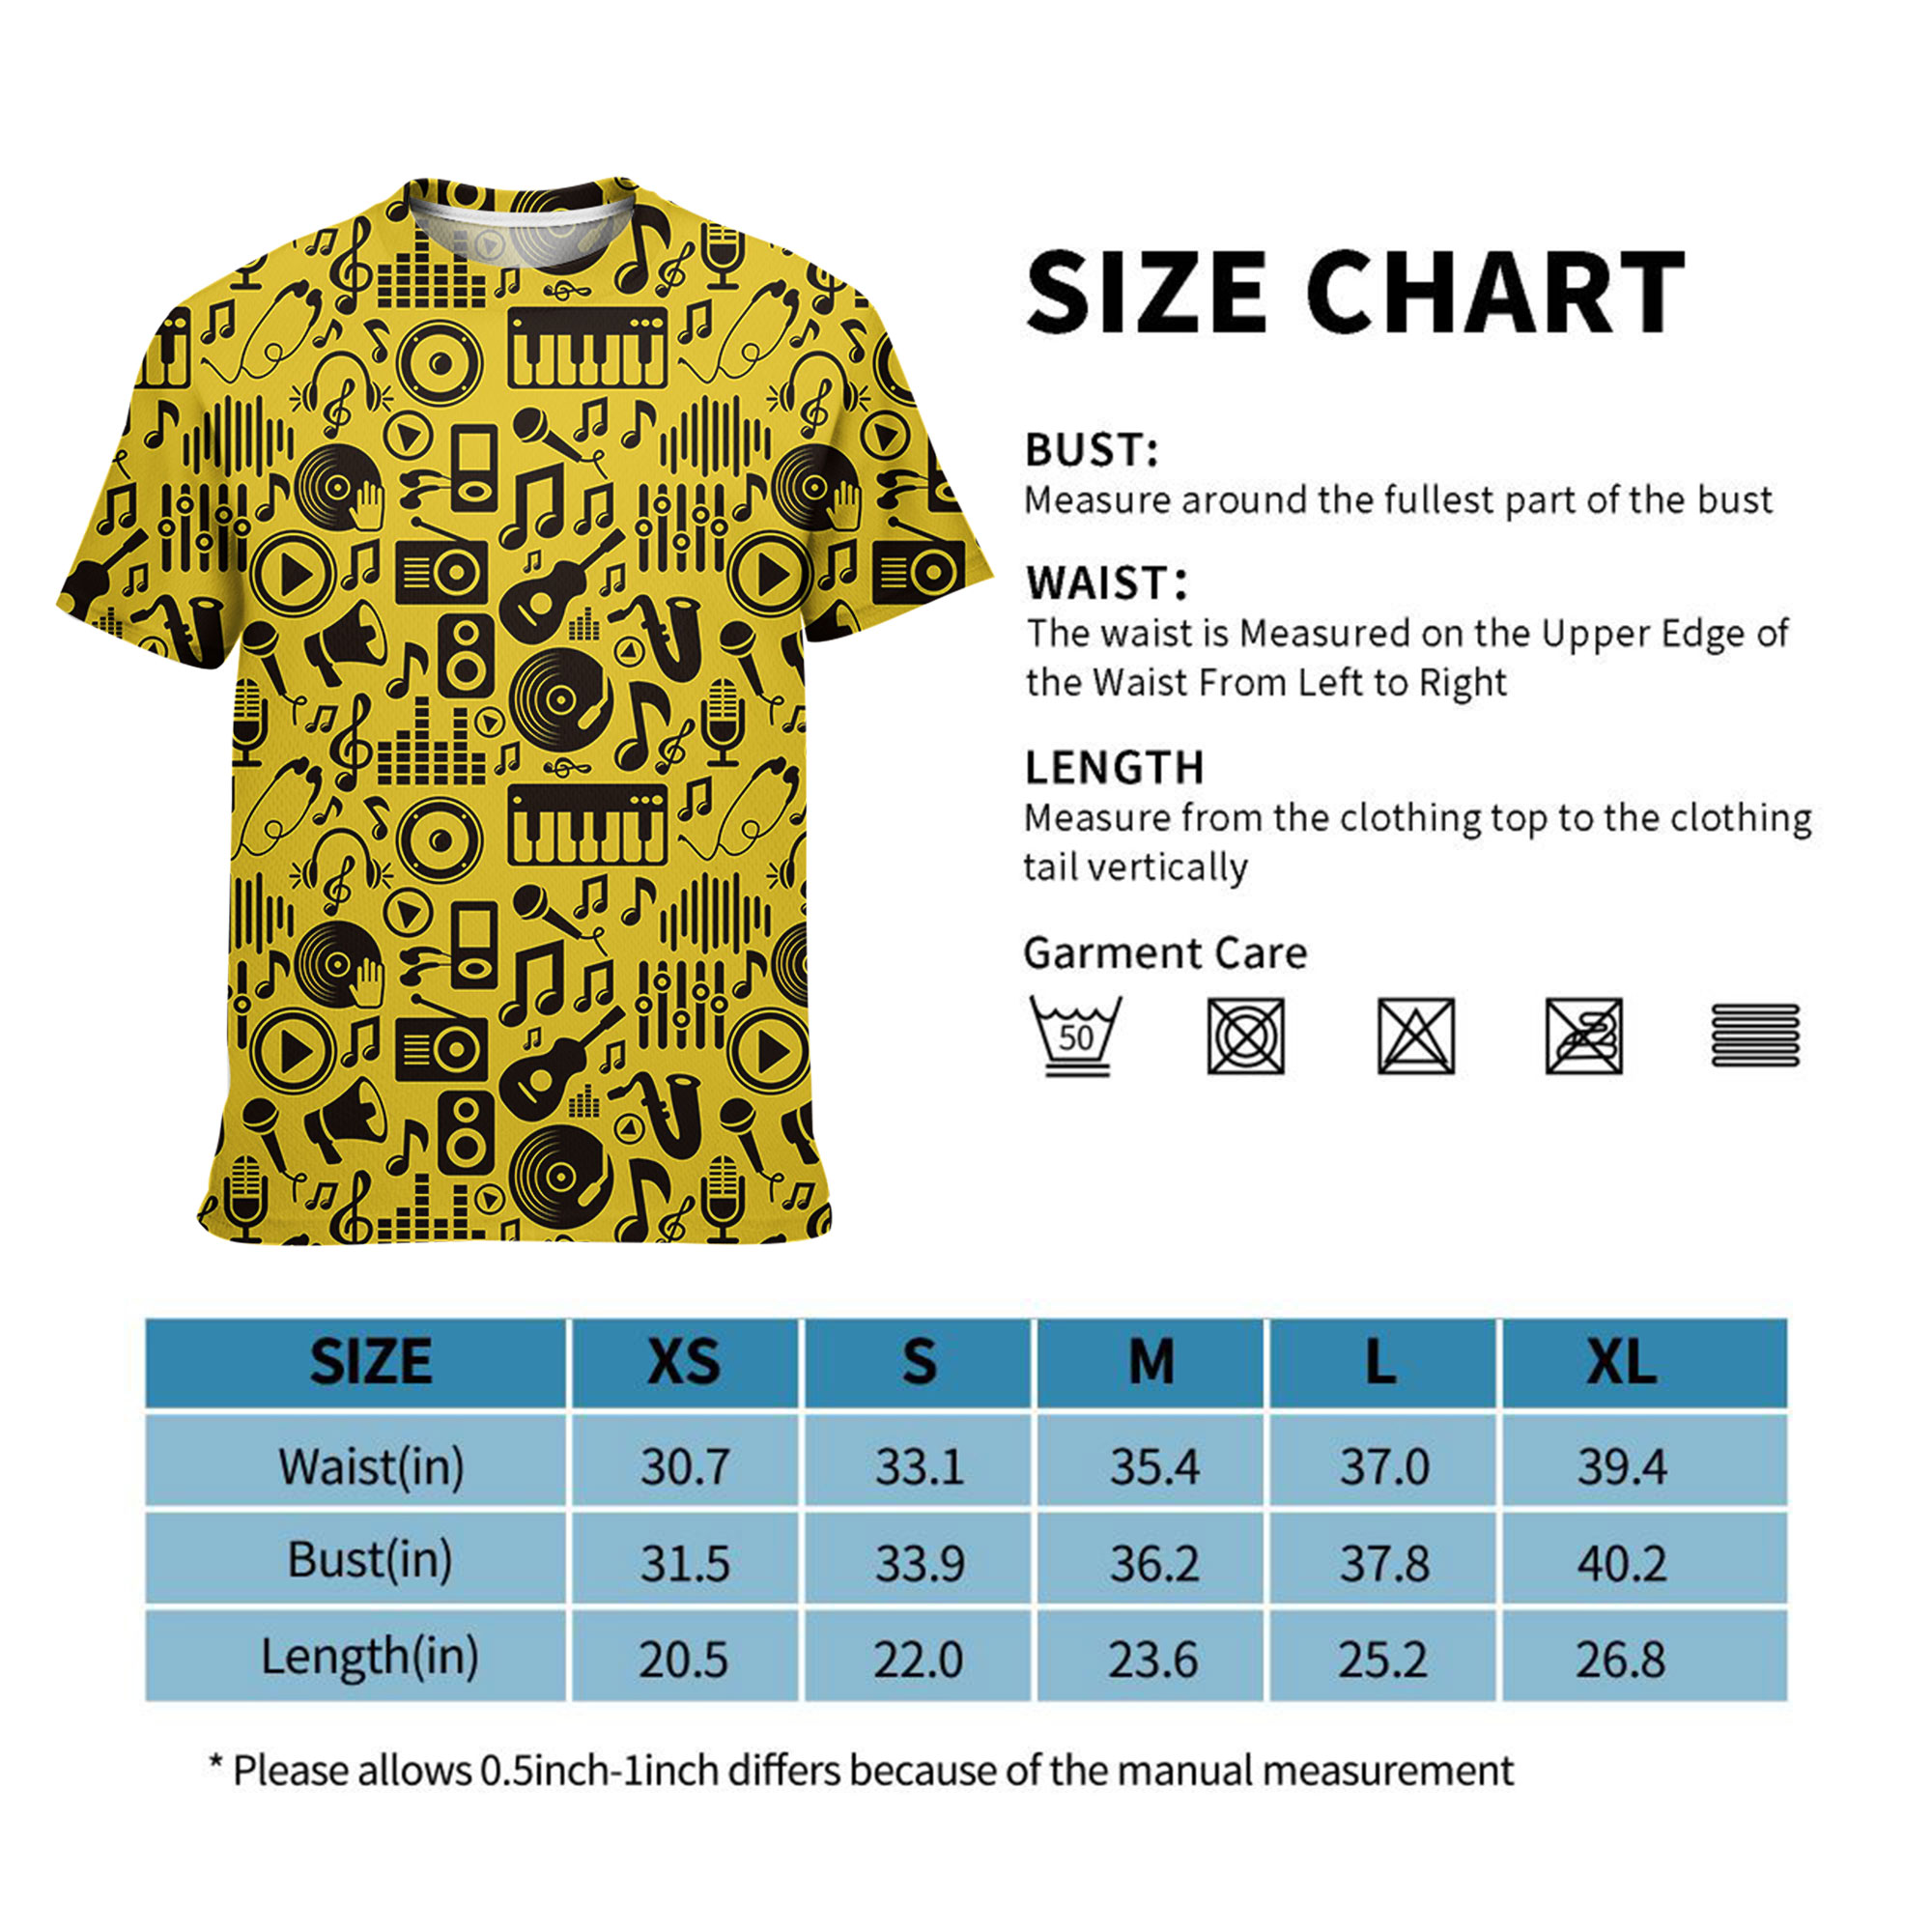 SIZE CHART
BUST:
Measure around the fullest part of the bust
WAIST:
The waist is Measured on the Upper Edge of
the Waist From Left to Right
LENGTH
Measure from the clothing top to the clothing
tail vertically
Garment Care
50
SIZE XS S M L XL
Waist(in) 30.7 33.1 35.4 37.0 39.4
Bust(in) 31.5 33.9 36.2 37.8 40.2
Length(in) 20.5 22.0 23.6 25.2 26.8
* Please allows 0.5inch-1inch differs because of the manual measurement